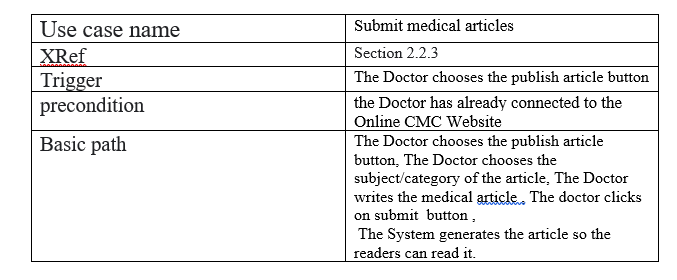 Use case name
Submit medical articles
XRef
Section 2.2.3
Trigger
The Doctor chooses the publish article button
precondition
the Doctor has already connected to the
Online CMC Website
Basic path
The Doctor chooses the publish article
button, The Doctor chooses the
subject/category of the article, The Doctor
writes the medical article., The doctor clicks
on submit  button ,
The System generates the article so the
readers can read it.